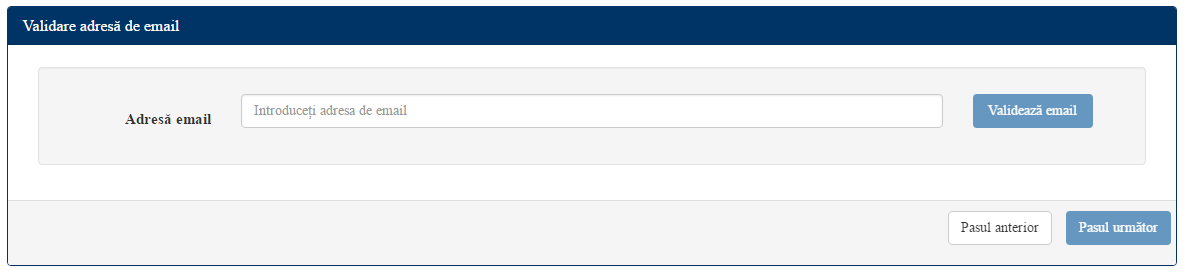 Validare adresă de email
Adresă email
Introduceți adresa de email
Validează email
Pasul anterior
Pasul următor